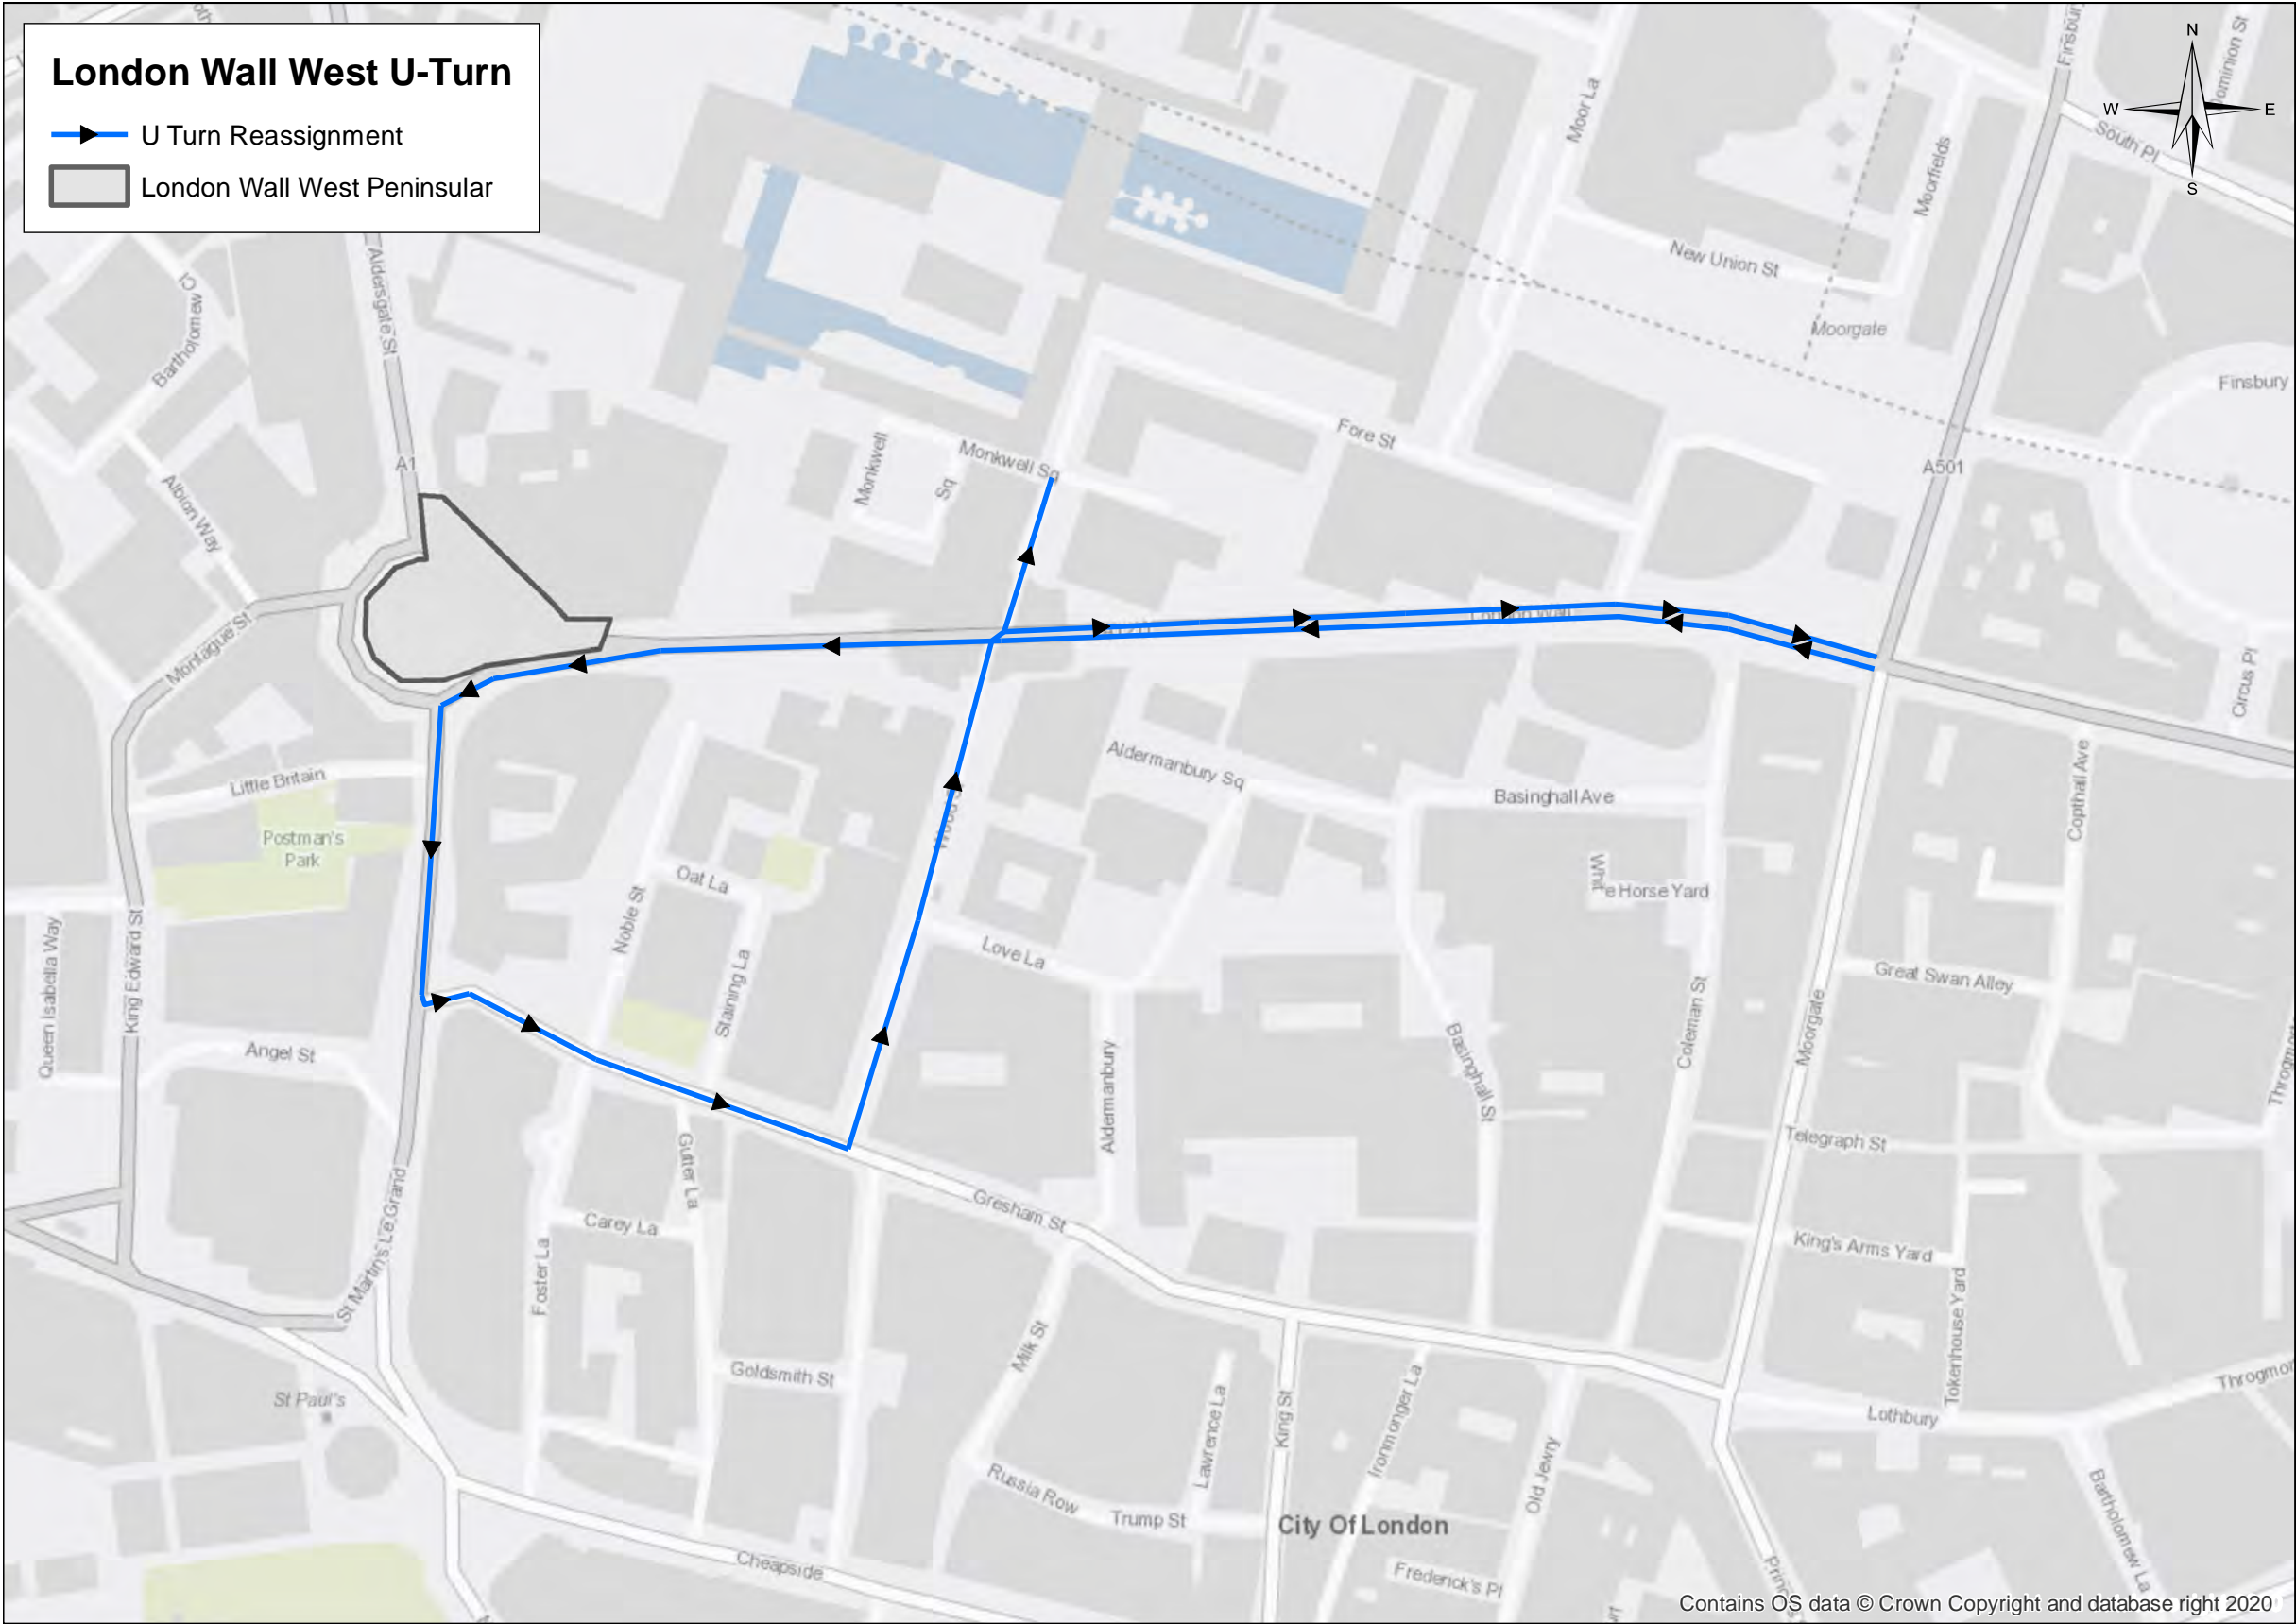 London Wall West U-Turn
U Turn Reassignment
London Wall West Peninsular
N
W
E
S
Dominion St
South Pl
Moor La
Moorfields
New Union St
Moorgate
Finsbury
A501
Aldersgate St
Bartholomew Cl
A1
Albion Way
Montague St
Monkwell Sq
Monkwell
Sq
Fore St
London Wall
Circus Pl
Copthall Ave
Little Britain
Postman's
Park
Aldermanbury Sq
Basinghall Ave
White Horse Yard
Oat La
Noble St
Staining La
Love La
Great Swan Alley
King Edward St
Queen Isabella Way
Angel St
Aldermanbury
Basinghall St
Coleman St
Moorgate
Telegraph St
Gutter La
Gresham St
Carey La
King's Arms Yard
Foster La
St Martin's Le Grand
Tokenhouse Yard
Milk St
Goldsmith St
St Paul's
Lawrence La
King St
Ironmonger La
Old Jewry
Lothbury
Russia Row
Trump St
City Of London
Bartholomew La
Cheapside
Frederick's Pl
Contains OS data © Crown Copyright and database right 2020